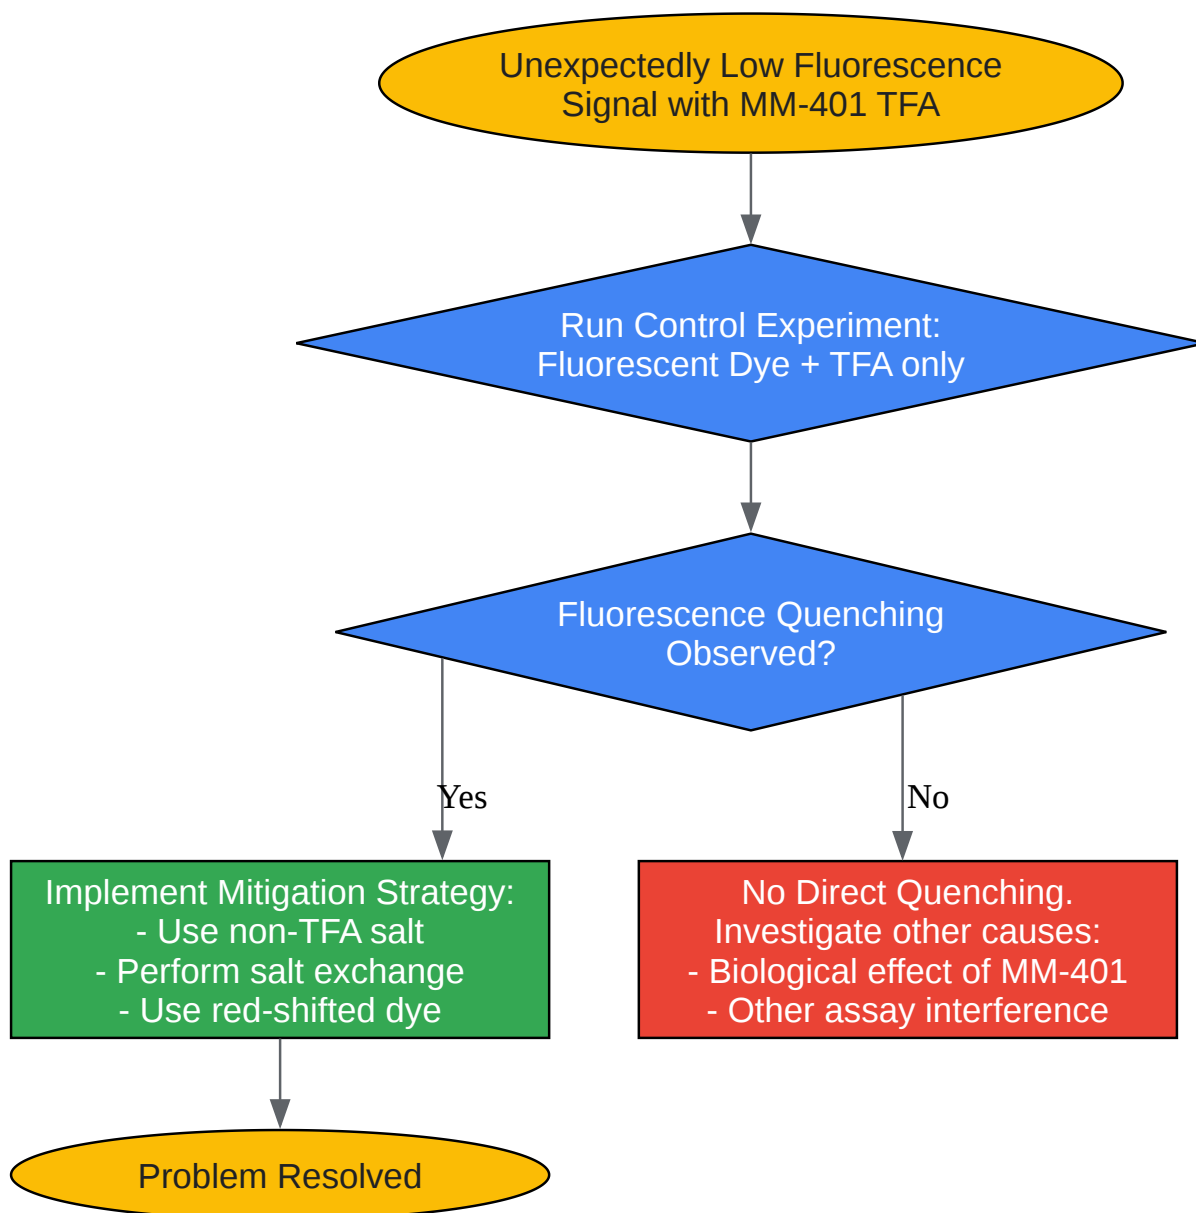 Unexpectedly Low Fluorescence
Signal with MM-401 TFA
Run Control Experiment:
Fluorescent Dye + TFA only
Fluorescence Quenching
Observed?
Yes
No
Implement Mitigation Strategy:
- Use non-TFA salt
- Perform salt exchange
- Use red-shifted dye
No Direct Quenching.
Investigate other causes:
- Biological effect of MM-401
- Other assay interference
Problem Resolved